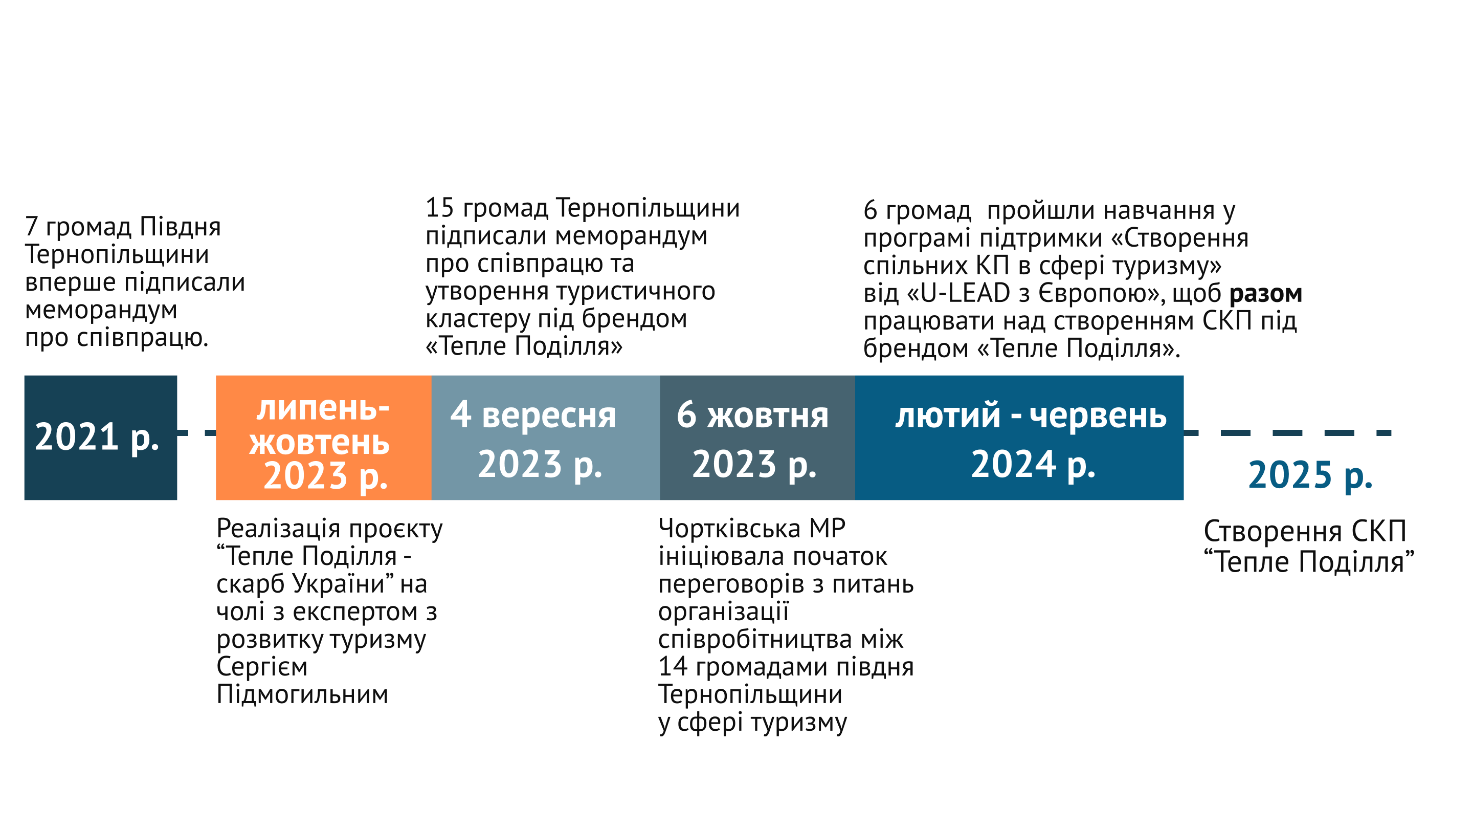 7 громад Півдня
Тернопільщини
вперше підписали
меморандум
про співпрацю.
2021 р.
липень-
жовтень
2023 р.
Реалізація проєкту
“Тепле Поділля -
скарб України” на
чолі з експертом з
розвитку туризму
Сергієм
Підмогильним
15 громад Тернопільщини
підписали меморандум
про співпрацю та
утворення туристичного
кластеру під брендом
«Тепле Поділля»
4 вересня
2023 р.
6 жовтня
2023 р.
Чортківська МР
ініціювала початок
переговорів з питань
організації
співробітництва між
14 громадами півдня
Тернопільщини
у сфері туризму
6 громад  пройшли навчання у
програмі підтримки «Створення
спільних КП в сфері туризму»
від «U-LEAD з Європою», щоб разом
працювати над створенням СКП під
брендом «Тепле Поділля».
лютий - червень
2024 р.
2025 р.
Створення СКП
“Тепле Поділля”